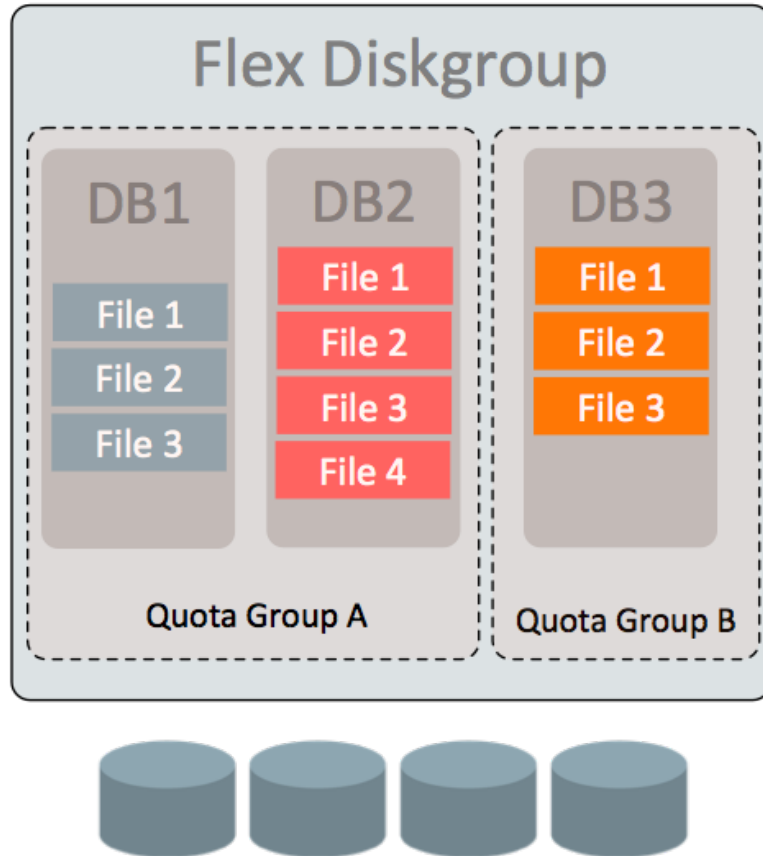 Flex Diskgroup
DB1
File 1
File 2
File 3
DB2
File 1
File 2
File 3
File 4
Quota Group A
DB3
File 1
File 2
File 3
Quota Group B